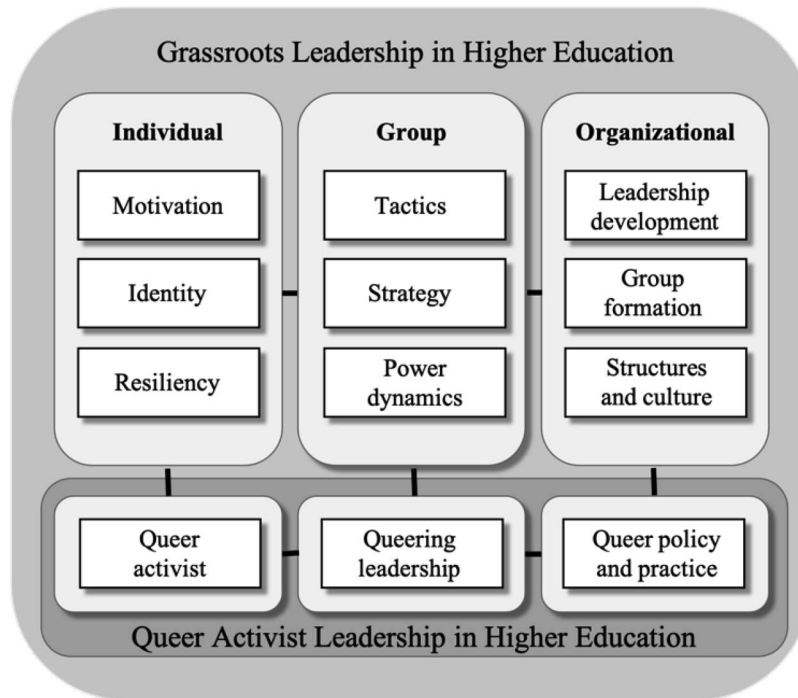 Grassroots Leadership in Higher Education
Individual
Motivation
Identity
Resiliency
Group
Tactics
Strategy
Power
dynamics
Organizational
Leadership
development
Group
formation
Structures
and culture
Queer
activist
Queering
leadership
Queer policy
and practice
Queer Activist Leadership in Higher Education